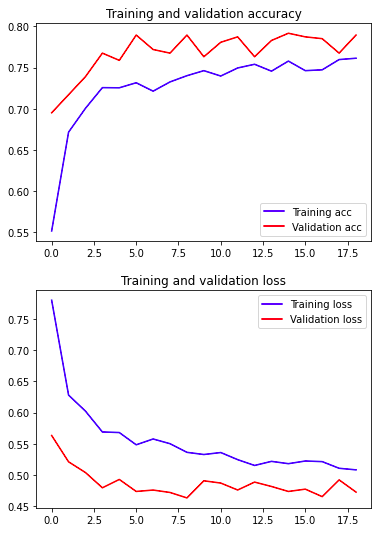 Training and validation accuracy
0.80
0.75
0.70
0.65
0.60
0.55
Training acc
Validation acc
0.0 2.5 5.0 7.5 10.0 12.5 15.0 17.5
Training and validation loss
0.75
0.70
0.65
0.60
0.55
0.50
0.45
Training loss
Validation loss
0.0 2.5 5.0 7.5 10.0 12.5 15.0 17.5